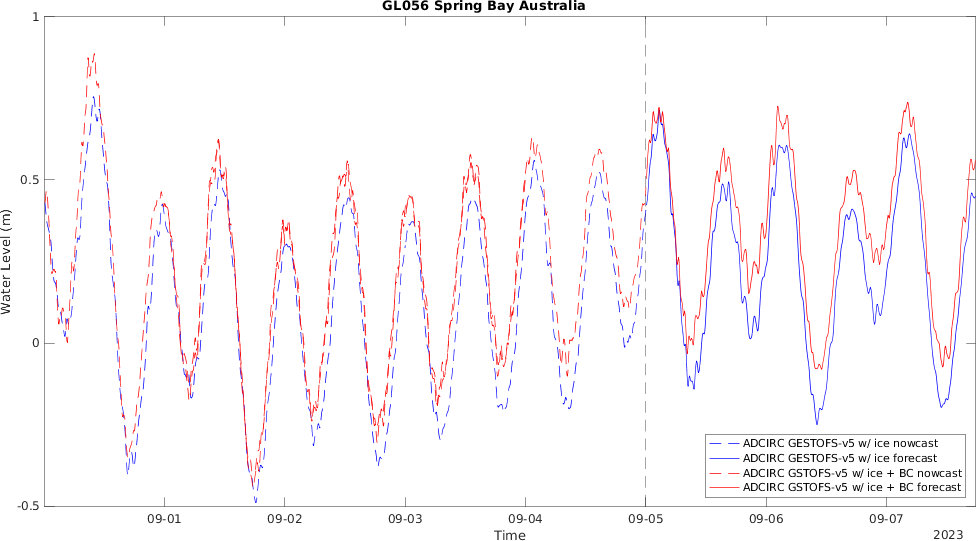 GL056 Spring Bay Australia
1
0.5
0
-0.5
Water Level (m)
09-01 09-02 09-03 09-04 09-05 09-06 09-07
Time
2023
ADCIRC GESTOFS-v5 w/ ice nowcast
ADCIRC GESTOFS-v5 w/ ice forecast
ADCIRC GSTOFS-v5 w/ ice + BC nowcast
ADCIRC GSTOFS-v5 w/ ice + BC forecast